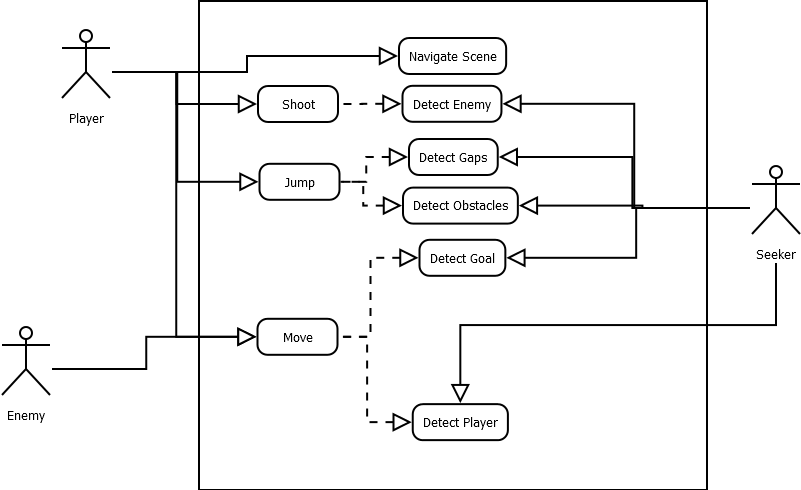 Navigate Scene
Player
Shoot
Detect Enemy
Detect Gaps
Jump
Detect Obstacles
Seeker
Detect Goal
Move
Enemy
Detect Player